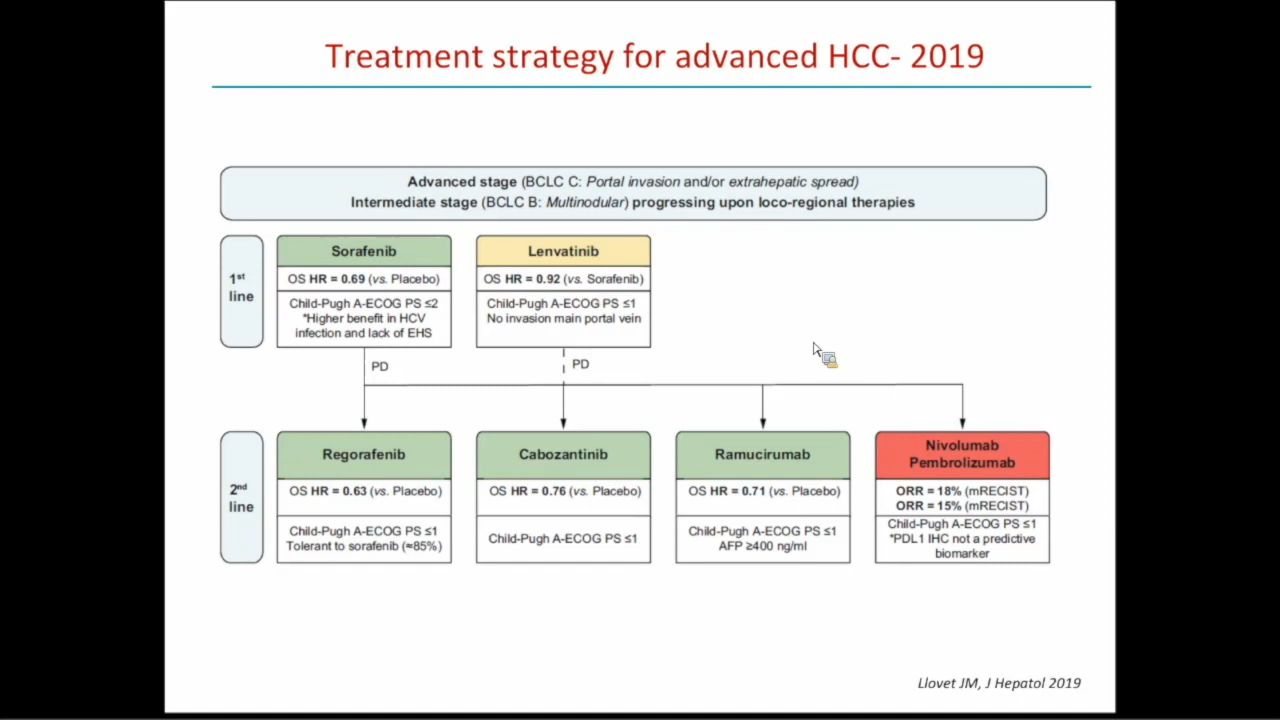 Treatment strategy for advanced HCC- 2019
Advanced stage (BCLC C: Portal invasion and/or extrahepatic spread)
Intermediate stage (BCLC B: Multinodular) progressing upon loco-regional therapies
1st
line
Sorafenib
OS HR = 0.69 (vs. Placebo)
Child-Pugh A-ECOG PS ≤2
*Higher benefit in HCV
infection and lack of EHS
Lenvatinib
OS HR = 0.92 (vs. Sorafenib)
Child-Pugh A-ECOG PS ≤1
No invasion main portal vein
PD
PD
2nd
line
Regorafenib
OS HR = 0.63 (vs. Placebo)
Child-Pugh A-ECOG PS ≤1
Tolerant to sorafenib (≈85%)
Cabozantinib
OS HR = 0.76 (vs. Placebo)
Child-Pugh A-ECOG PS ≤1
Ramucirumab
OS HR = 0.71 (vs. Placebo)
Child-Pugh A-ECOG PS ≤1
AFP ≥400 ng/ml
Nivolumab
Pembrolizumab
ORR = 18% (mRECIST)
ORR = 15% (mRECIST)
Child-Pugh A-ECOG PS ≤1
*PDL1 IHC not a predictive
biomarker
Llovet JM, J Hepatol 2019